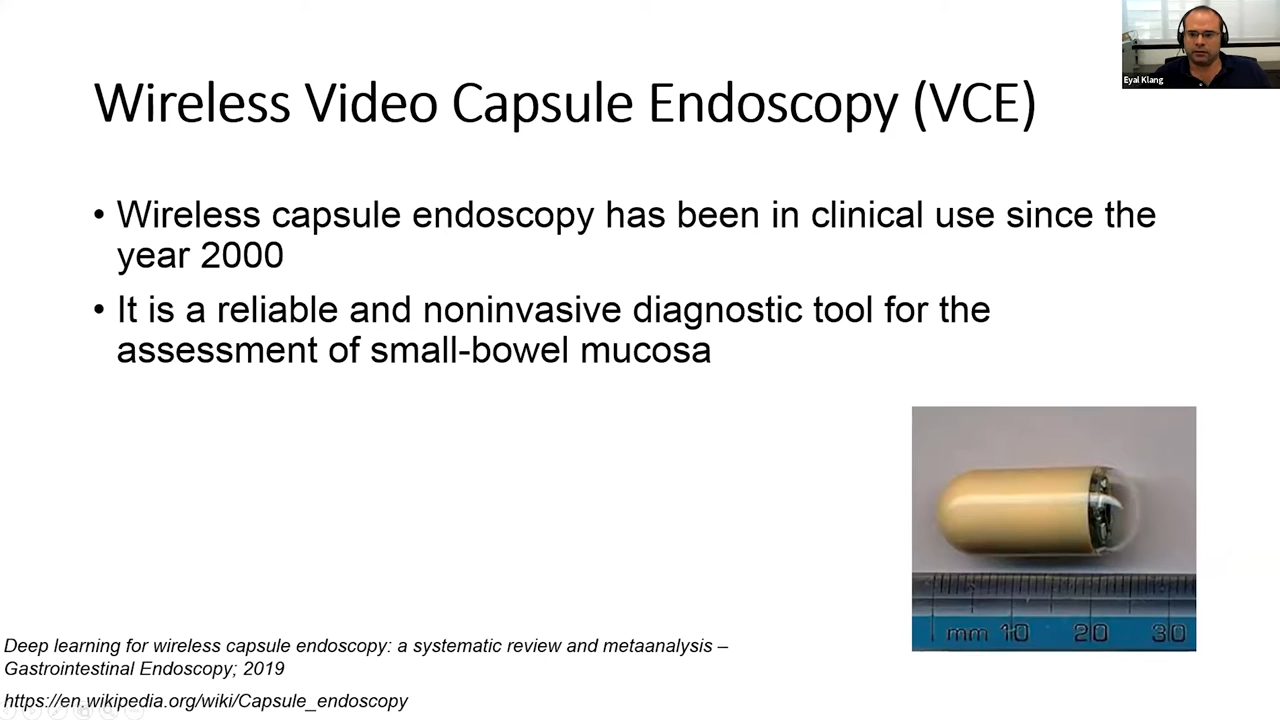 Eyal Klang
Wireless Video Capsule Endoscopy (VCE)
• Wireless capsule endoscopy has been in clinical use since the
year 2000
• It is a reliable and noninvasive diagnostic tool for the
assessment of small-bowel mucosa
mm 10 20 30
Deep learning for wireless capsule endoscopy: a systematic review and metaanalysis –
Gastrointestinal Endoscopy; 2019
https://en.wikipedia.org/wiki/Capsule_endoscopy